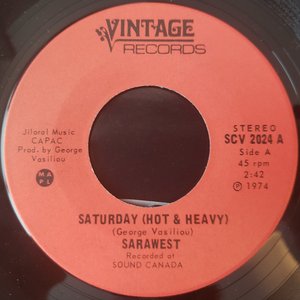 VINTAGE
RECORDS
Jiloral Music
CAPAC
Prod. by George
Vasiliou
STEREO
SCV 2024 A
Side A
45 rpm
2:42
℗ 1974
M A
P L
SATURDAY (HOT & HEAVY)
(George Vasiliou)
SARAWEST
Recorded at
SOUND CANADA